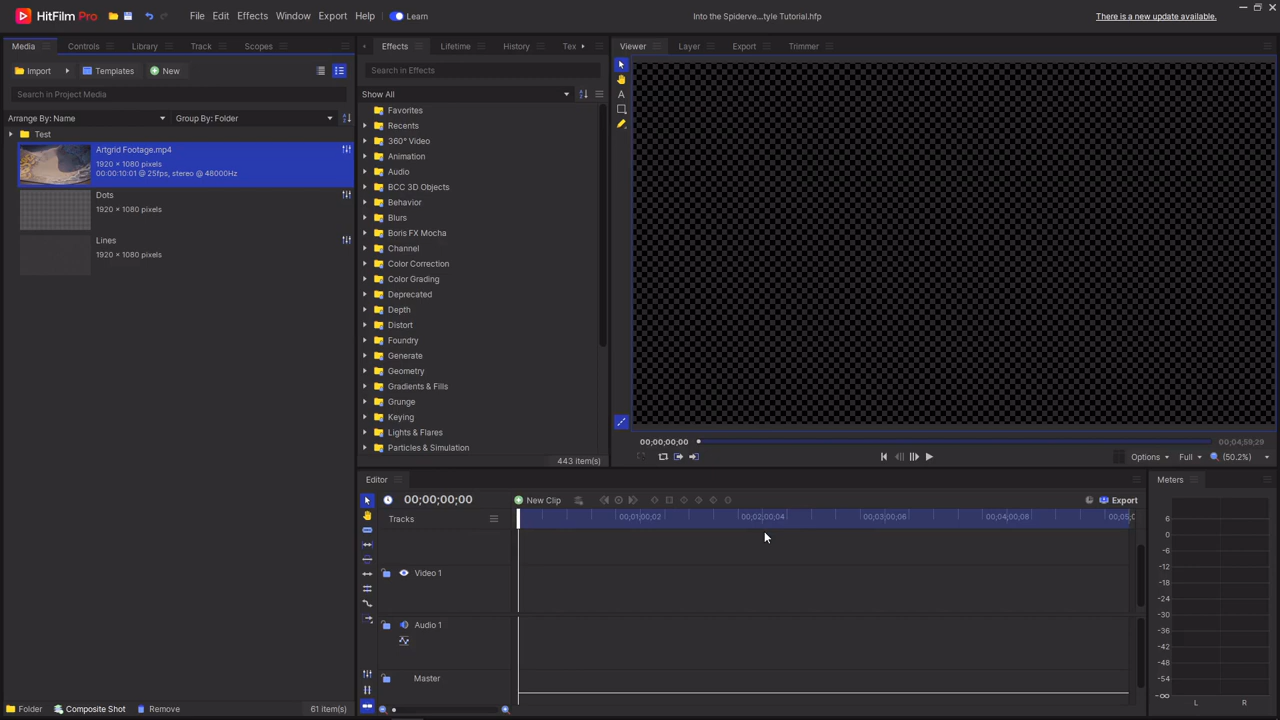 HitFilm Pro File Edit Effects Window Export Help Learn Into the Spiderve...tyle Tutorial.hfp There is a new update available.
Media Controls Library Track Scopes Effects Lifetime History Tex Viewer Layer Export Trimmer
Import Templates New
Search in Project Media
Arrange By: Name Group By: Folder
Test
Artgrid Footage.mp4
1920 × 1080 pixels
00:00:10:01 @ 25fps, stereo @ 48000Hz
Dots
1920 × 1080 pixels
Lines
1920 × 1080 pixels
Folder Composite Shot Remove 61 item(s)
Search in Effects
Show All
Favorites
Recents
360° Video
Animation
Audio
BCC 3D Objects
Behavior
Blurs
Boris FX Mocha
Channel
Color Correction
Color Grading
Deprecated
Depth
Distort
Foundry
Generate
Geometry
Gradients & Fills
Grunge
Keying
Lights & Flares
Particles & Simulation
443 item(s)
A
00;00;00;00 00;04;59;29
Options Full (50.2%)
Editor
00;00;00;00 New Clip Export
Tracks 00;01;00;02 00;02;00;04 00;03;00;06 00;04;00;08 00;05;0
Video 1
Audio 1
Master
Meters
6
0
-6
-12
-18
-24
-30
-36
-42
-48
-54
-∞
L R